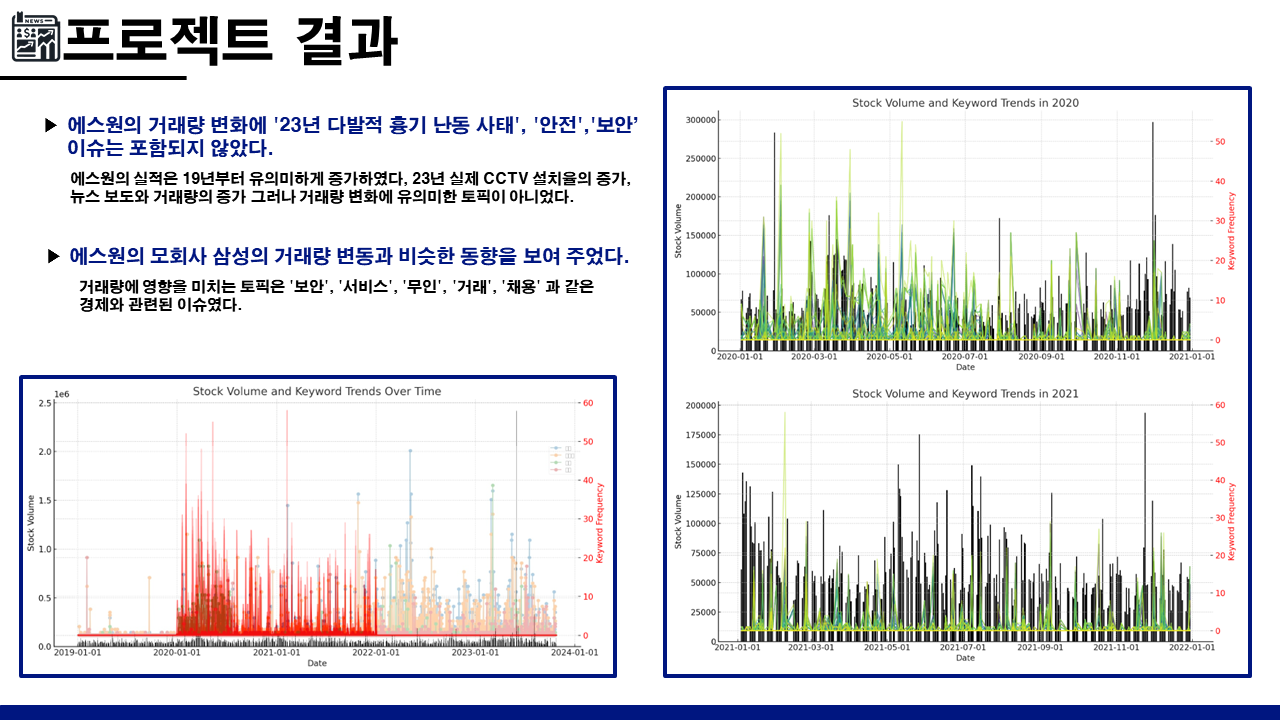 NEWS
프로젝트 결과
▶ 에스원의 거래량 변화에 '23년 다발적 흉기 난동 사태', '안전','보안'
이슈는 포함되지 않았다.
에스원의 실적은 19년부터 유의미하게 증가하였다, 23년 실제 CCTV 설치율의 증가,
뉴스 보도와 거래량의 증가 그러나 거래량 변화에 유의미한 토픽이 아니었다.
▶ 에스원의 모회사 삼성의 거래량 변동과 비슷한 동향을 보여 주었다.
거래량에 영향을 미치는 토픽은 '보안', '서비스', '무인', '거래', '채용' 과 같은
경제와 관련된 이슈였다.
Stock Volume and Keyword Trends Over Time
1e6
2.5
2.0
1.5
1.0
0.5
0.0
Stock Volume
60
50
40
30
20
10
0
Keyword Frequency
2019-01-01 2020-01-01 2021-01-01 2022-01-01 2023-01-01 2024-01-01
Date
Stock Volume and Keyword Trends in 2020
300000
250000
200000
150000
100000
50000
0
Stock Volume
50
40
30
20
10
0
Keyword Frequency
2020-01-01 2020-03-01 2020-05-01 2020-07-01 2020-09-01 2020-11-01 2021-01-01
Date
Stock Volume and Keyword Trends in 2021
200000
175000
150000
125000
100000
75000
50000
25000
0
Stock Volume
60
50
40
30
20
10
0
Keyword Frequency
2021-01-01 2021-03-01 2021-05-01 2021-07-01 2021-09-01 2021-11-01 2022-01-01
Date